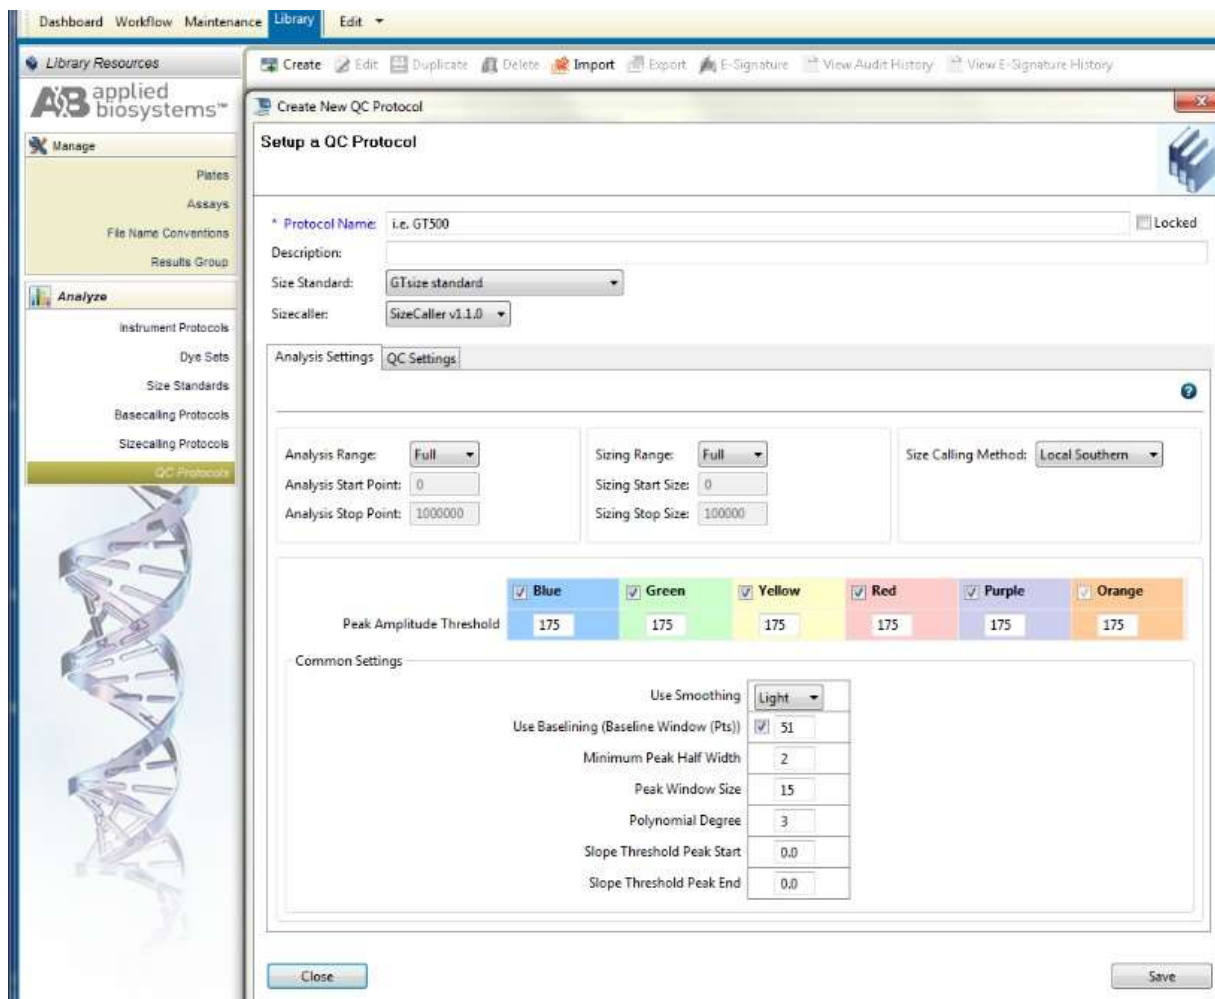 Dashboard Workflow Maintenance Library Edit
Library Resources
Create Edit Duplicate Delete Import Export E-Signature View Audit History View E-Signature History
AB applied biosystems™
Manage
Plates
Assays
File Name Conventions
Results Group
Analyze
Instrument Protocols
Dye Sets
Size Standards
Basecalling Protocols
Sizecalling Protocols
QC Protocols
Create New QC Protocol
Setup a QC Protocol
* Protocol Name: i.e. GT500 Locked
Description:
Size Standard: GTsize standard
Sizecaller: SizeCaller v1.1.0
Analysis Settings QC Settings
Analysis Range: Full Sizing Range: Full Size Calling Method: Local Southern
Analysis Start Point: 0 Sizing Start Size: 0
Analysis Stop Point: 1000000 Sizing Stop Size: 100000
Blue Green Yellow Red Purple Orange
Peak Amplitude Threshold 175 175 175 175 175 175
Common Settings
Use Smoothing Light
Use Baselining (Baseline Window (Pts)) 51
Minimum Peak Half Width 2
Peak Window Size 15
Polynomial Degree 3
Slope Threshold Peak Start 0.0
Slope Threshold Peak End 0.0
Close Save